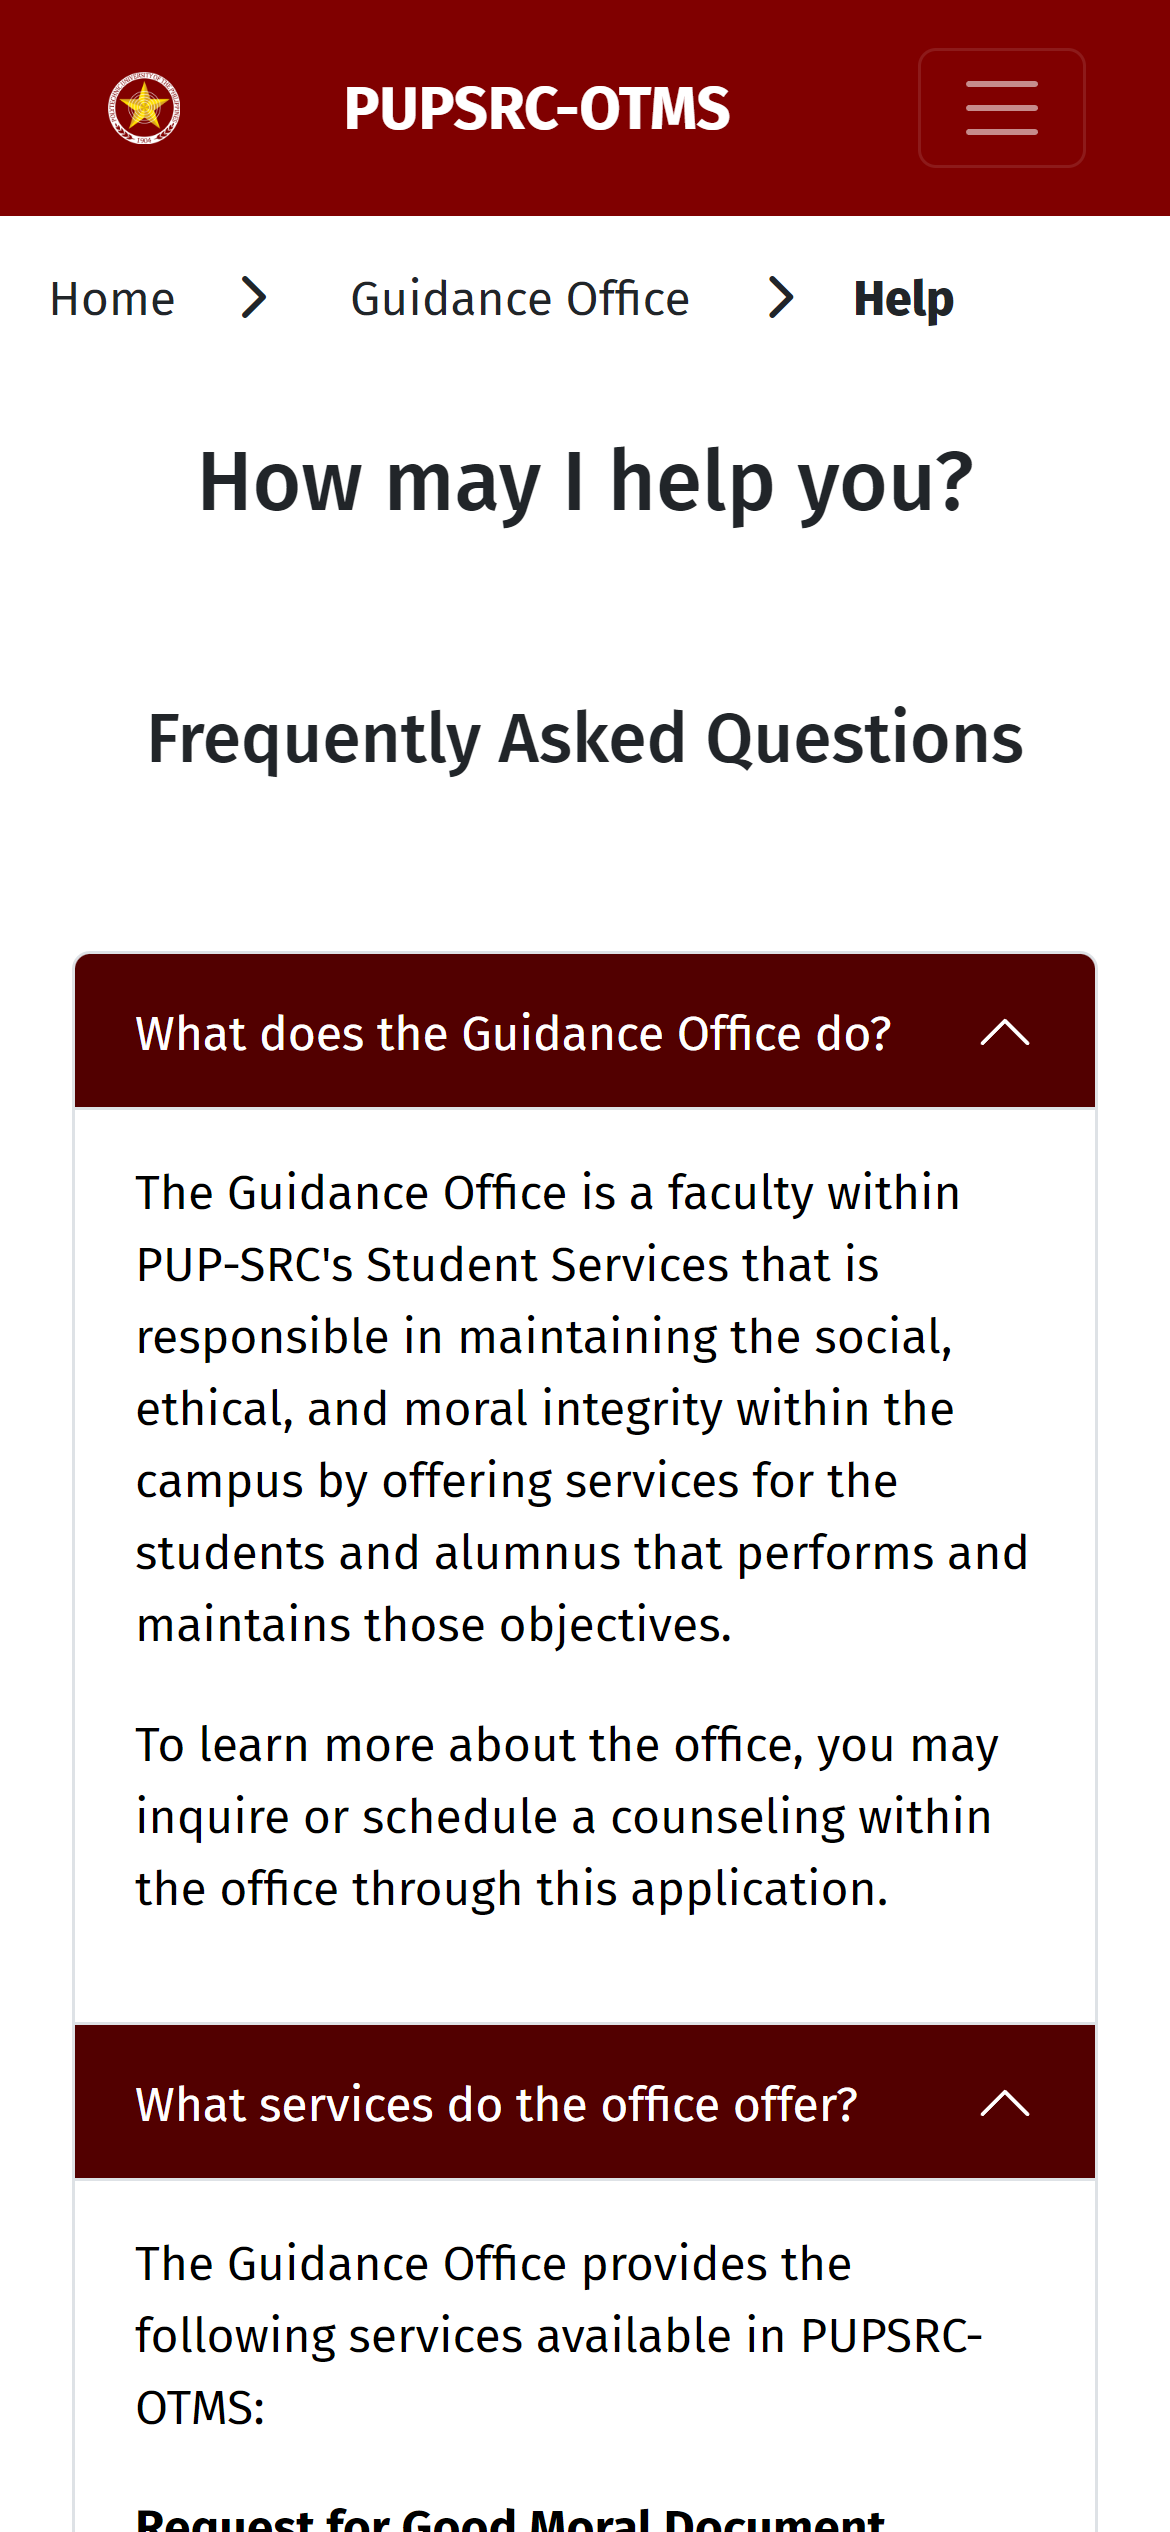 PUPSRC-OTMS
Home > Guidance Office > Help
How may I help you?
Frequently Asked Questions
What does the Guidance Office do?
The Guidance Office is a faculty within
PUP-SRC's Student Services that is
responsible in maintaining the social,
ethical, and moral integrity within the
campus by offering services for the
students and alumnus that performs and
maintains those objectives.
To learn more about the office, you may
inquire or schedule a counseling within
the office through this application.
What services do the office offer?
The Guidance Office provides the
following services available in PUPSRC-
OTMS:
Request for Good Moral Document